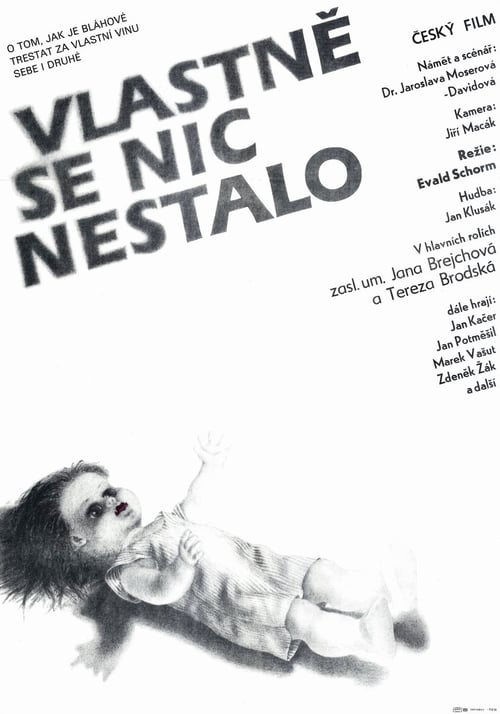 O TOM, JAK JE BLÁHOVÉ
TRESTAT ZA VLASTNÍ VINU
SEBE I DRUHÉ
VLASTNĚ
SE NIC
NESTALO
ČESKÝ FILM
Námět a scénář:
Dr. Jaroslava Moserová
-Davidová
Kamera:
Jiří Macák
Režie:
Evald Schorm
Hudba:
Jan Klusák
V hlavních rolích
zasl. um. Jana Brejchová
a Tereza Brodská
dále hrají:
Jan Kačer
Jan Potměšil
Marek Vašut
Zdeněk Žák
a další